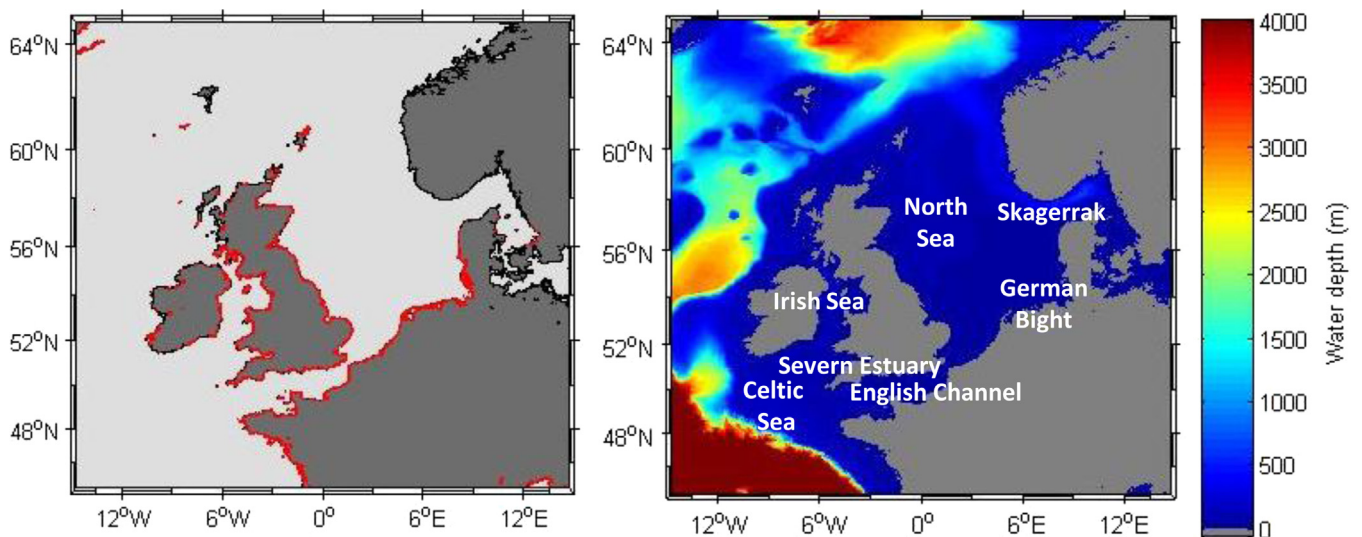 64°N
60°N
56°N
52°N
48°N
12°W 6°W 0° 6°E 12°E
64°N
60°N
56°N
52°N
48°N
12°W 6°W 0° 6°E 12°E
North
Sea
Skagerrak
German
Bight
Irish Sea
Severn Estuary
English Channel
Celtic
Sea
4000
3500
3000
2500
2000
1500
1000
500
0
Water depth (m)